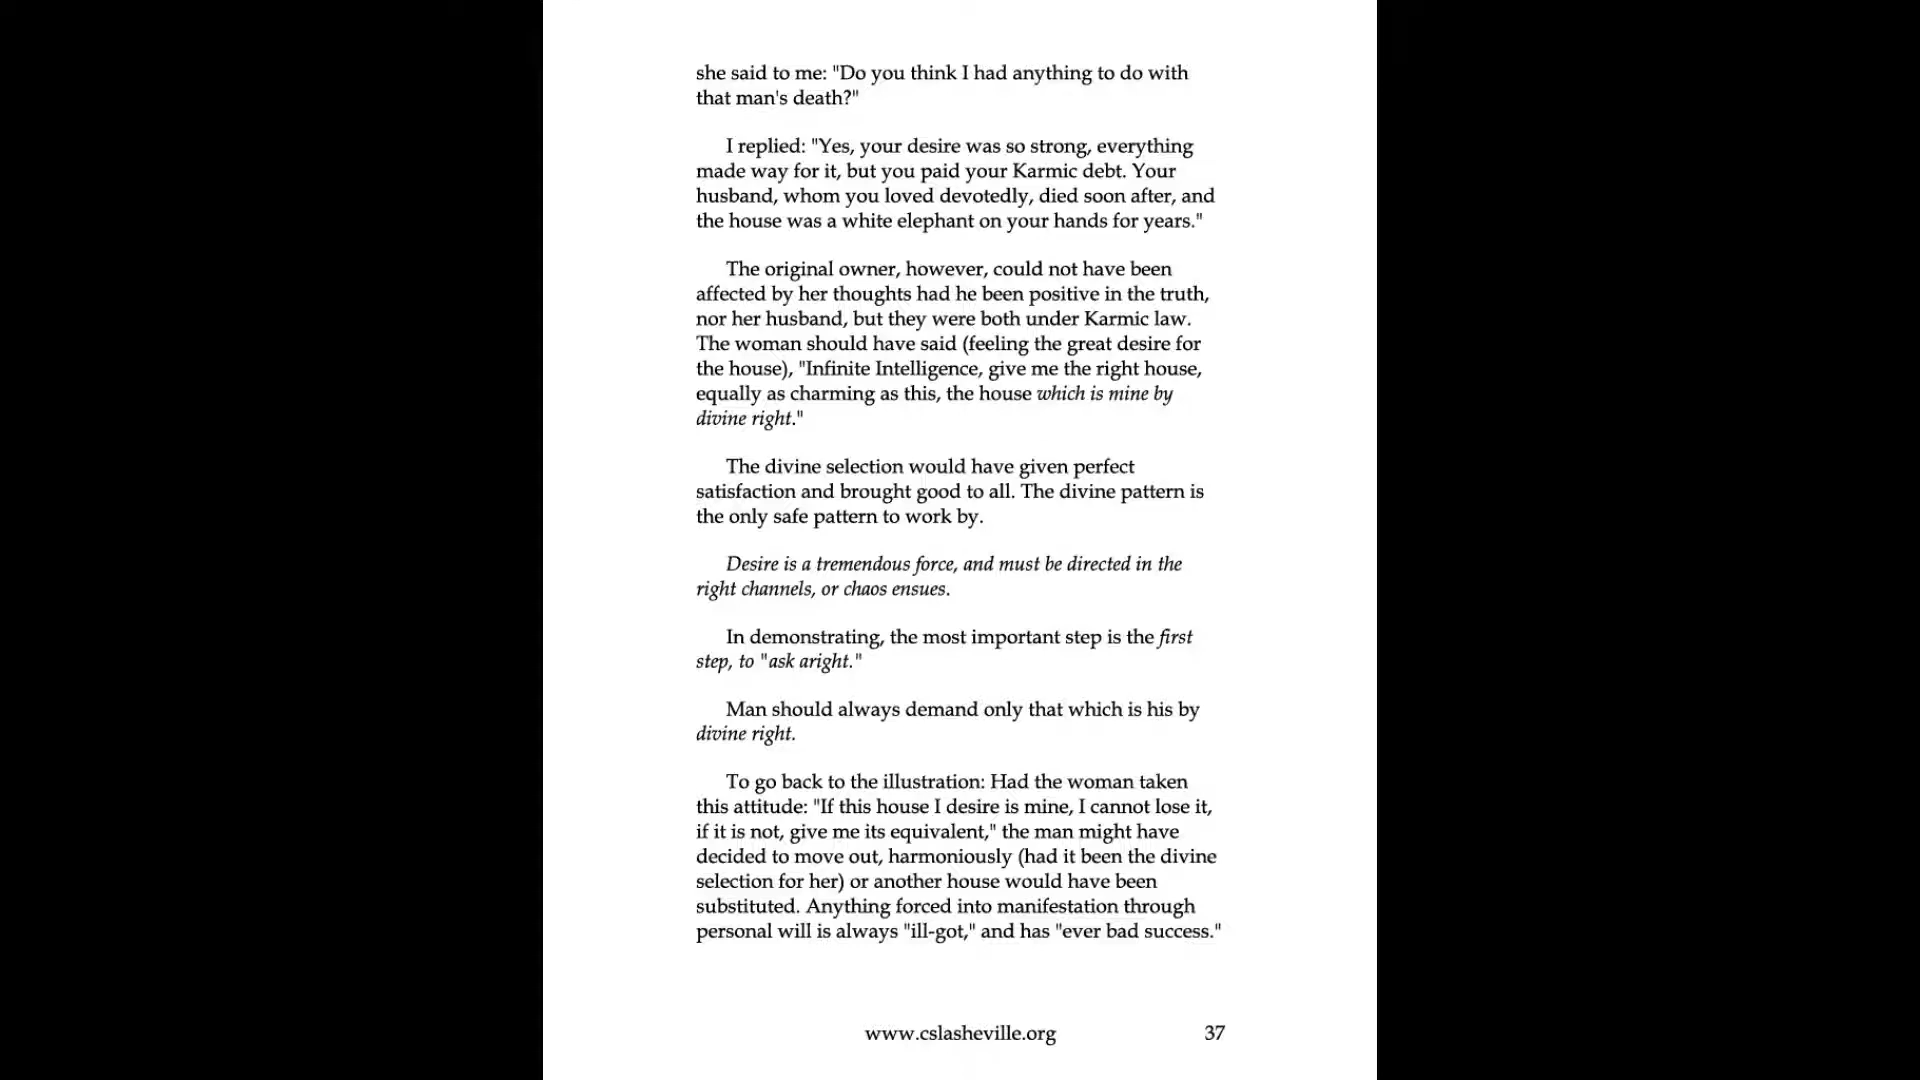 she said to me: "Do you think I had anything to do with
that man's death?"
I replied: "Yes, your desire was so strong, everything
made way for it, but you paid your Karmic debt. Your
husband, whom you loved devotedly, died soon after, and
the house was a white elephant on your hands for years."
The original owner, however, could not have been
affected by her thoughts had he been positive in the truth,
nor her husband, but they were both under Karmic law.
The woman should have said (feeling the great desire for
the house), "Infinite Intelligence, give me the right house,
equally as charming as this, the house which is mine by
divine right."
The divine selection would have given perfect
satisfaction and brought good to all. The divine pattern is
the only safe pattern to work by.
Desire is a tremendous force, and must be directed in the
right channels, or chaos ensues.
In demonstrating, the most important step is the first
step, to "ask aright."
Man should always demand only that which is his by
divine right.
To go back to the illustration: Had the woman taken
this attitude: "If this house I desire is mine, I cannot lose it,
if it is not, give me its equivalent," the man might have
decided to move out, harmoniously (had it been the divine
selection for her) or another house would have been
substituted. Anything forced into manifestation through
personal will is always "ill-got," and has "ever bad success."
www.cslasheville.org 37